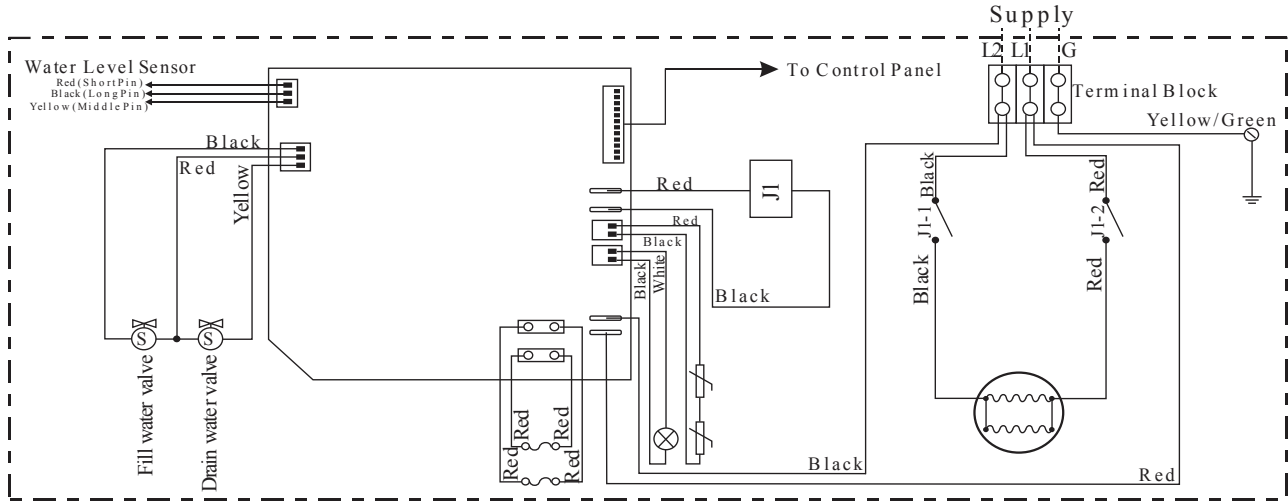 Supply
L2 L1 G
Water Level Sensor
Red(ShortPin)
Black(LongPin)
Yellow(MiddlePin)
To Control Panel
Terminal Block
Yellow/Green
Black
Red
Yellow
Red
J1
Red
Black
Black
White
Black
Black
J1-1
Black
Red
J1-2
Red
S
S
Fill water valve
Drain water valve
Red
Red
Red
Red
Black
Red